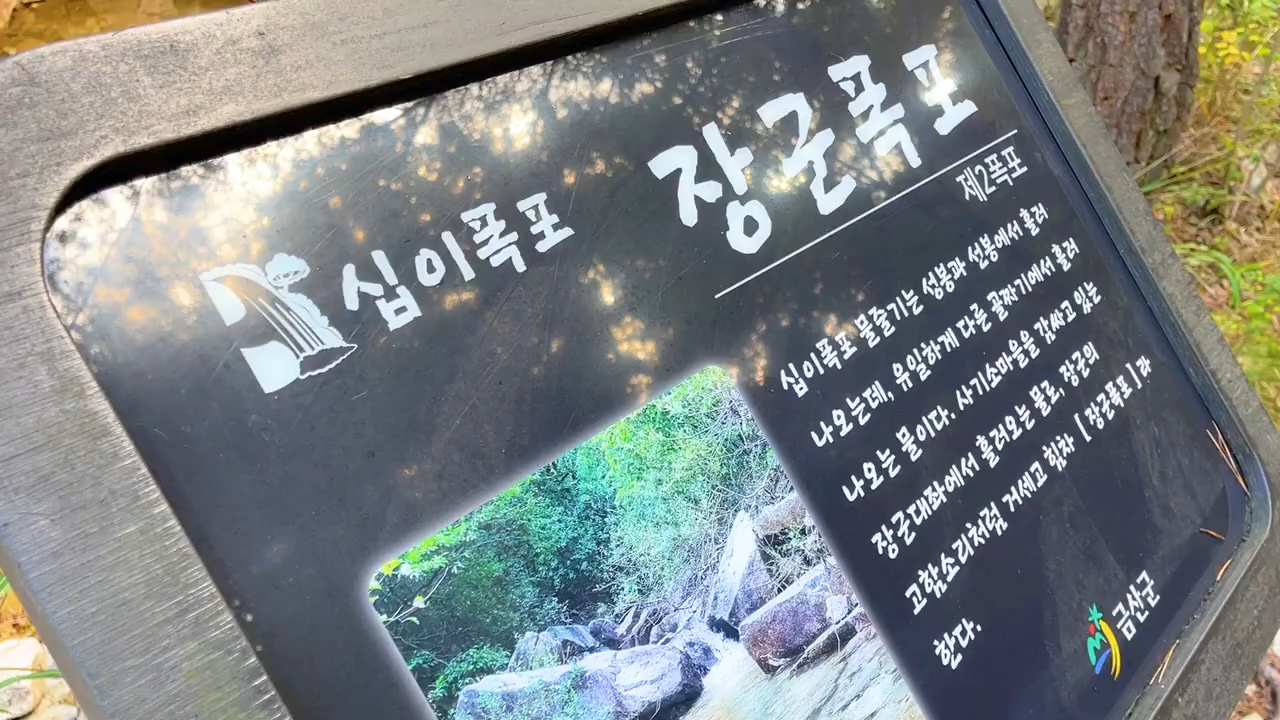 십이폭포
장군폭포
제2폭포
십이폭포 물줄기는 성봉과 선봉에서 흘러
나오는데, 유일하게 다른 골짜기에서 흘러
나오는 물이다. 사기소마을을 감싸고 있는
장군대좌에서 흘러오는 물로, 장군의
고함소리처럼 거세고 힘차 [장군폭포]라
한다.
금산군